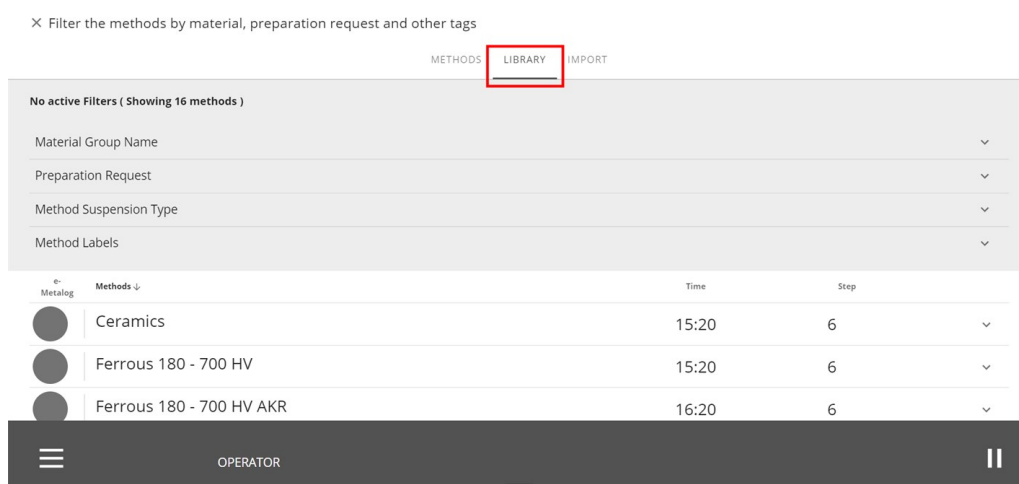 × Filter the methods by material, preparation request and other tags
METHODS LIBRARY IMPORT
No active Filters ( Showing 16 methods )
Material Group Name
Preparation Request
Method Suspension Type
Method Labels
e-Metalog Methods ↓ Time Step
Ceramics 15:20 6
Ferrous 180 - 700 HV 15:20 6
Ferrous 180 - 700 HV AKR 16:20 6
OPERATOR